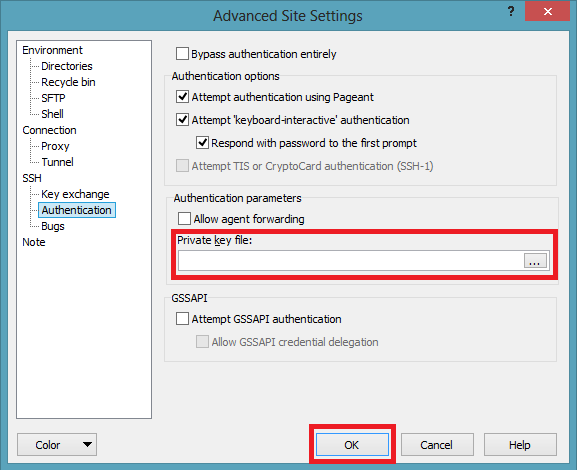 Advanced Site Settings
?
Environment
Directories
Recycle bin
SFTP
Shell
Connection
Proxy
Tunnel
SSH
Key exchange
Authentication
Bugs
Note
Bypass authentication entirely
Authentication options
Attempt authentication using Pageant
Attempt 'keyboard-interactive' authentication
Respond with password to the first prompt
Attempt TIS or CryptoCard authentication (SSH-1)
Authentication parameters
Allow agent forwarding
Private key file:
...
GSSAPI
Attempt GSSAPI authentication
Allow GSSAPI credential delegation
Color
OK
Cancel
Help